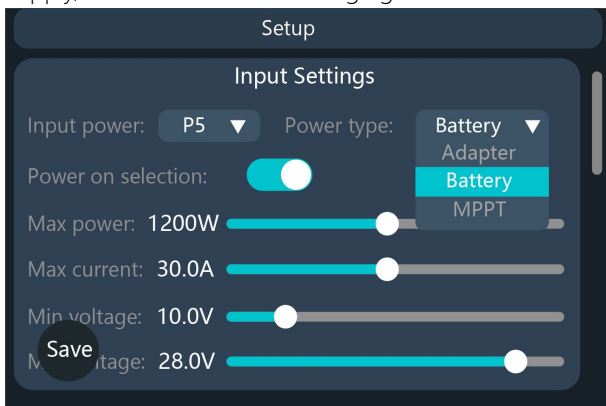 Setup
Input Settings
Input power: P5 Power type: Battery
Adapter
Power on selection: Battery
MPPT
Max power: 1200W
Max current: 30.0A
Min voltage: 10.0V
Save
28.0V